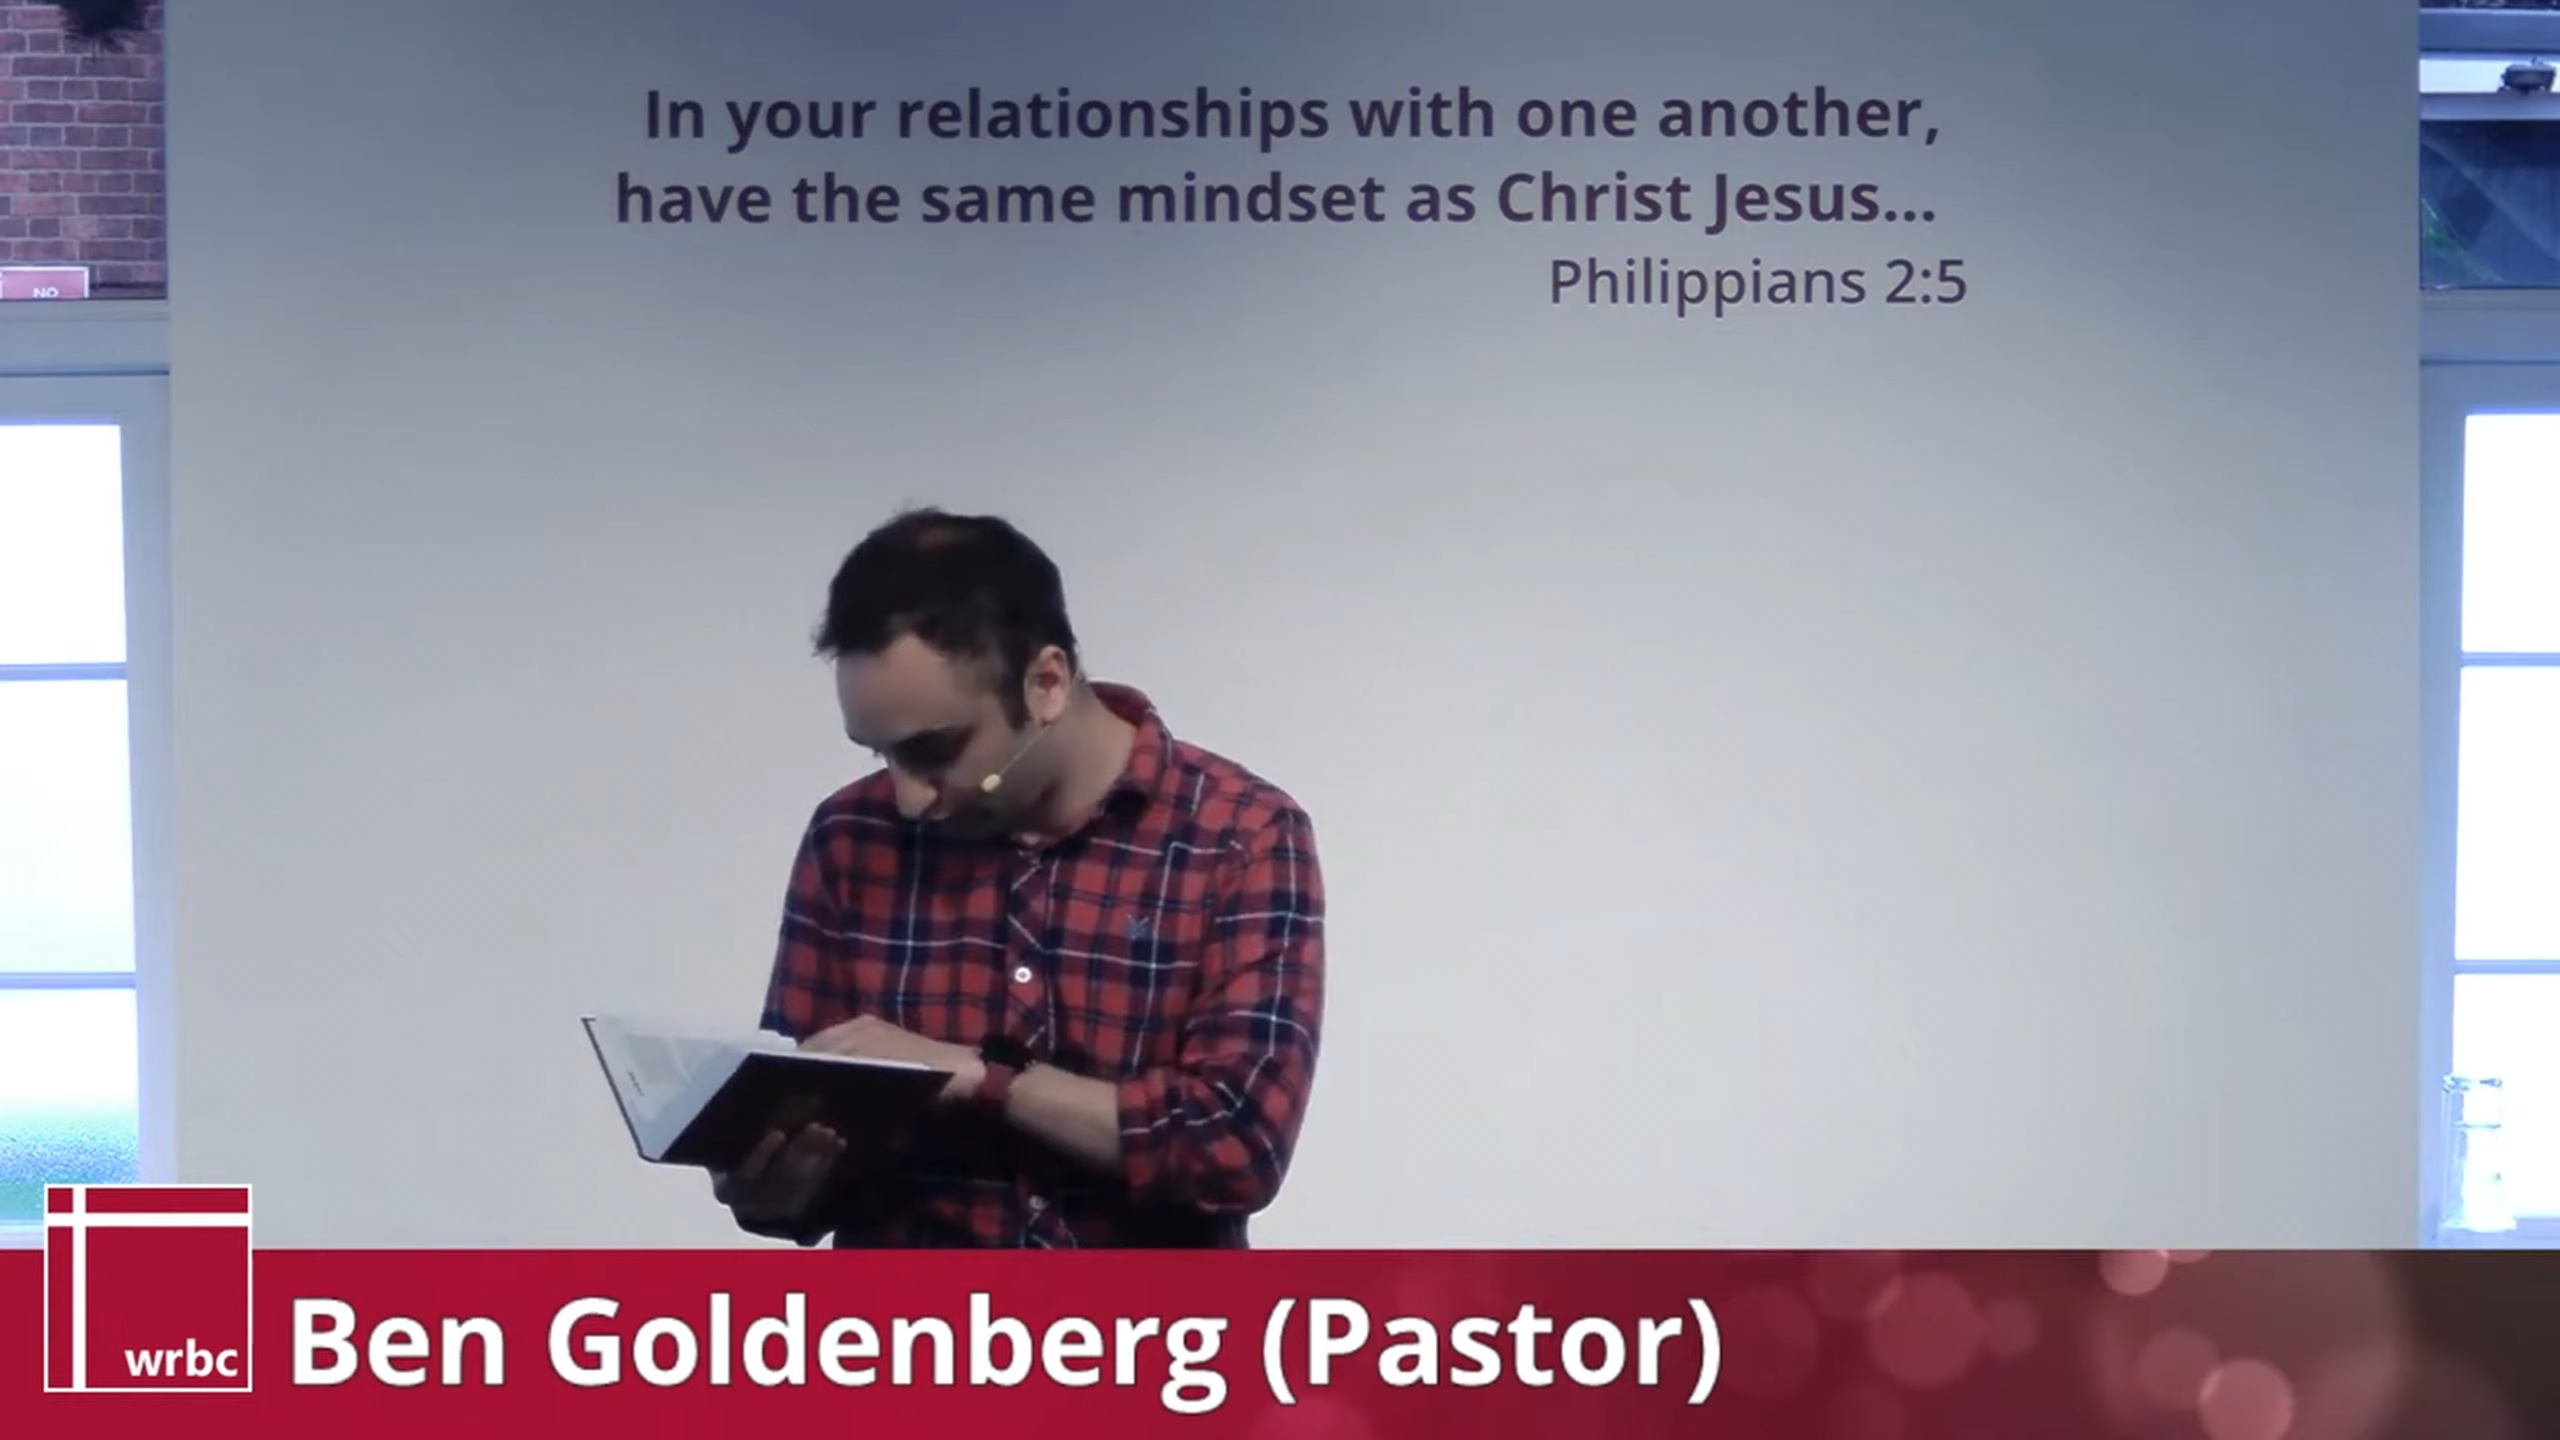 In your relationships with one another,
have the same mindset as Christ Jesus...
Philippians 2:5
NO
wrbc
Ben Goldenberg (Pastor)